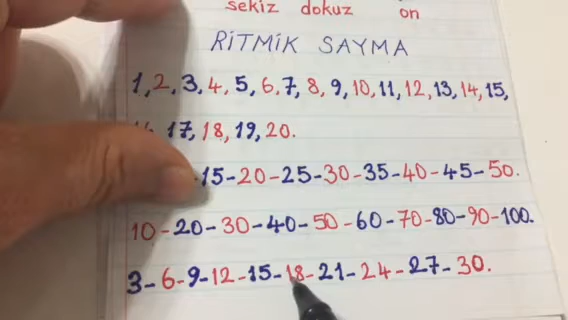 sekiz dokuz on
RİTMİK SAYMA
1, 2, 3, 4, 5, 6, 7, 8, 9, 10, 11, 12, 13, 14, 15,
17, 18, 19, 20.
15-20-25-30-35-40-45-50.
10-20-30-40-50-60-70-80-90-100.
3-6-9-12-15-18-21-24-27-30.